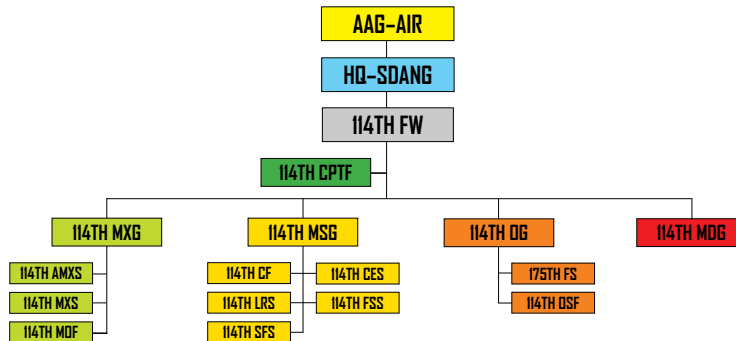 AAG-AIR
HQ-SDANG
114TH FW
114TH CPTF
114TH MXG
114TH MSG
114TH OG
114TH MDG
114TH AMXS
114TH CF
114TH CES
175TH FS
114TH MXS
114TH LRS
114TH FSS
114TH OSF
114TH MOF
114TH SFS